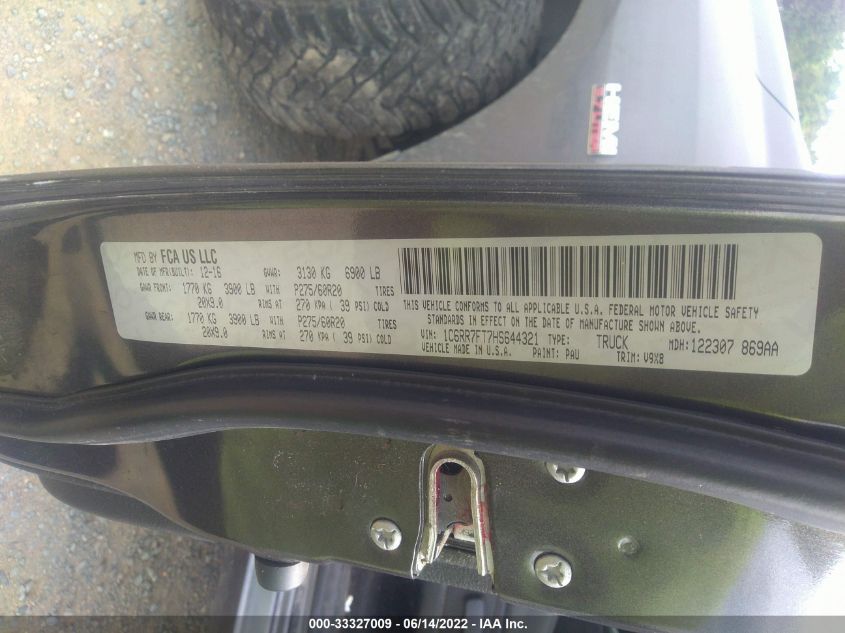 HEMI
MFD BY FCA US LLC
DATE OF MFR(BUILT): 12-16 GVWR: 3130 KG 6900 LB
GAWR FRONT: 1770 KG 3900 LB WITH P275/60R20 TIRES
20X9.0 RIMS AT 270 KPA ( 39 PSI) COLD
GAWR REAR: 1770 KG 3900 LB WITH P275/60R20 TIRES
20X9.0 RIMS AT 270 KPA ( 39 PSI) COLD
THIS VEHICLE CONFORMS TO ALL APPLICABLE U.S.A. FEDERAL MOTOR VEHICLE SAFETY
STANDARDS IN EFFECT ON THE DATE OF MANUFACTURE SHOWN ABOVE.
VIN: 1C6RR7FT7HS644321 TYPE: TRUCK MDH: 122307 869AA
VEHICLE MADE IN U.S.A. PAINT: PAU TRIM: V9X8
000-33327009 - 06/14/2022 - IAAI.com.